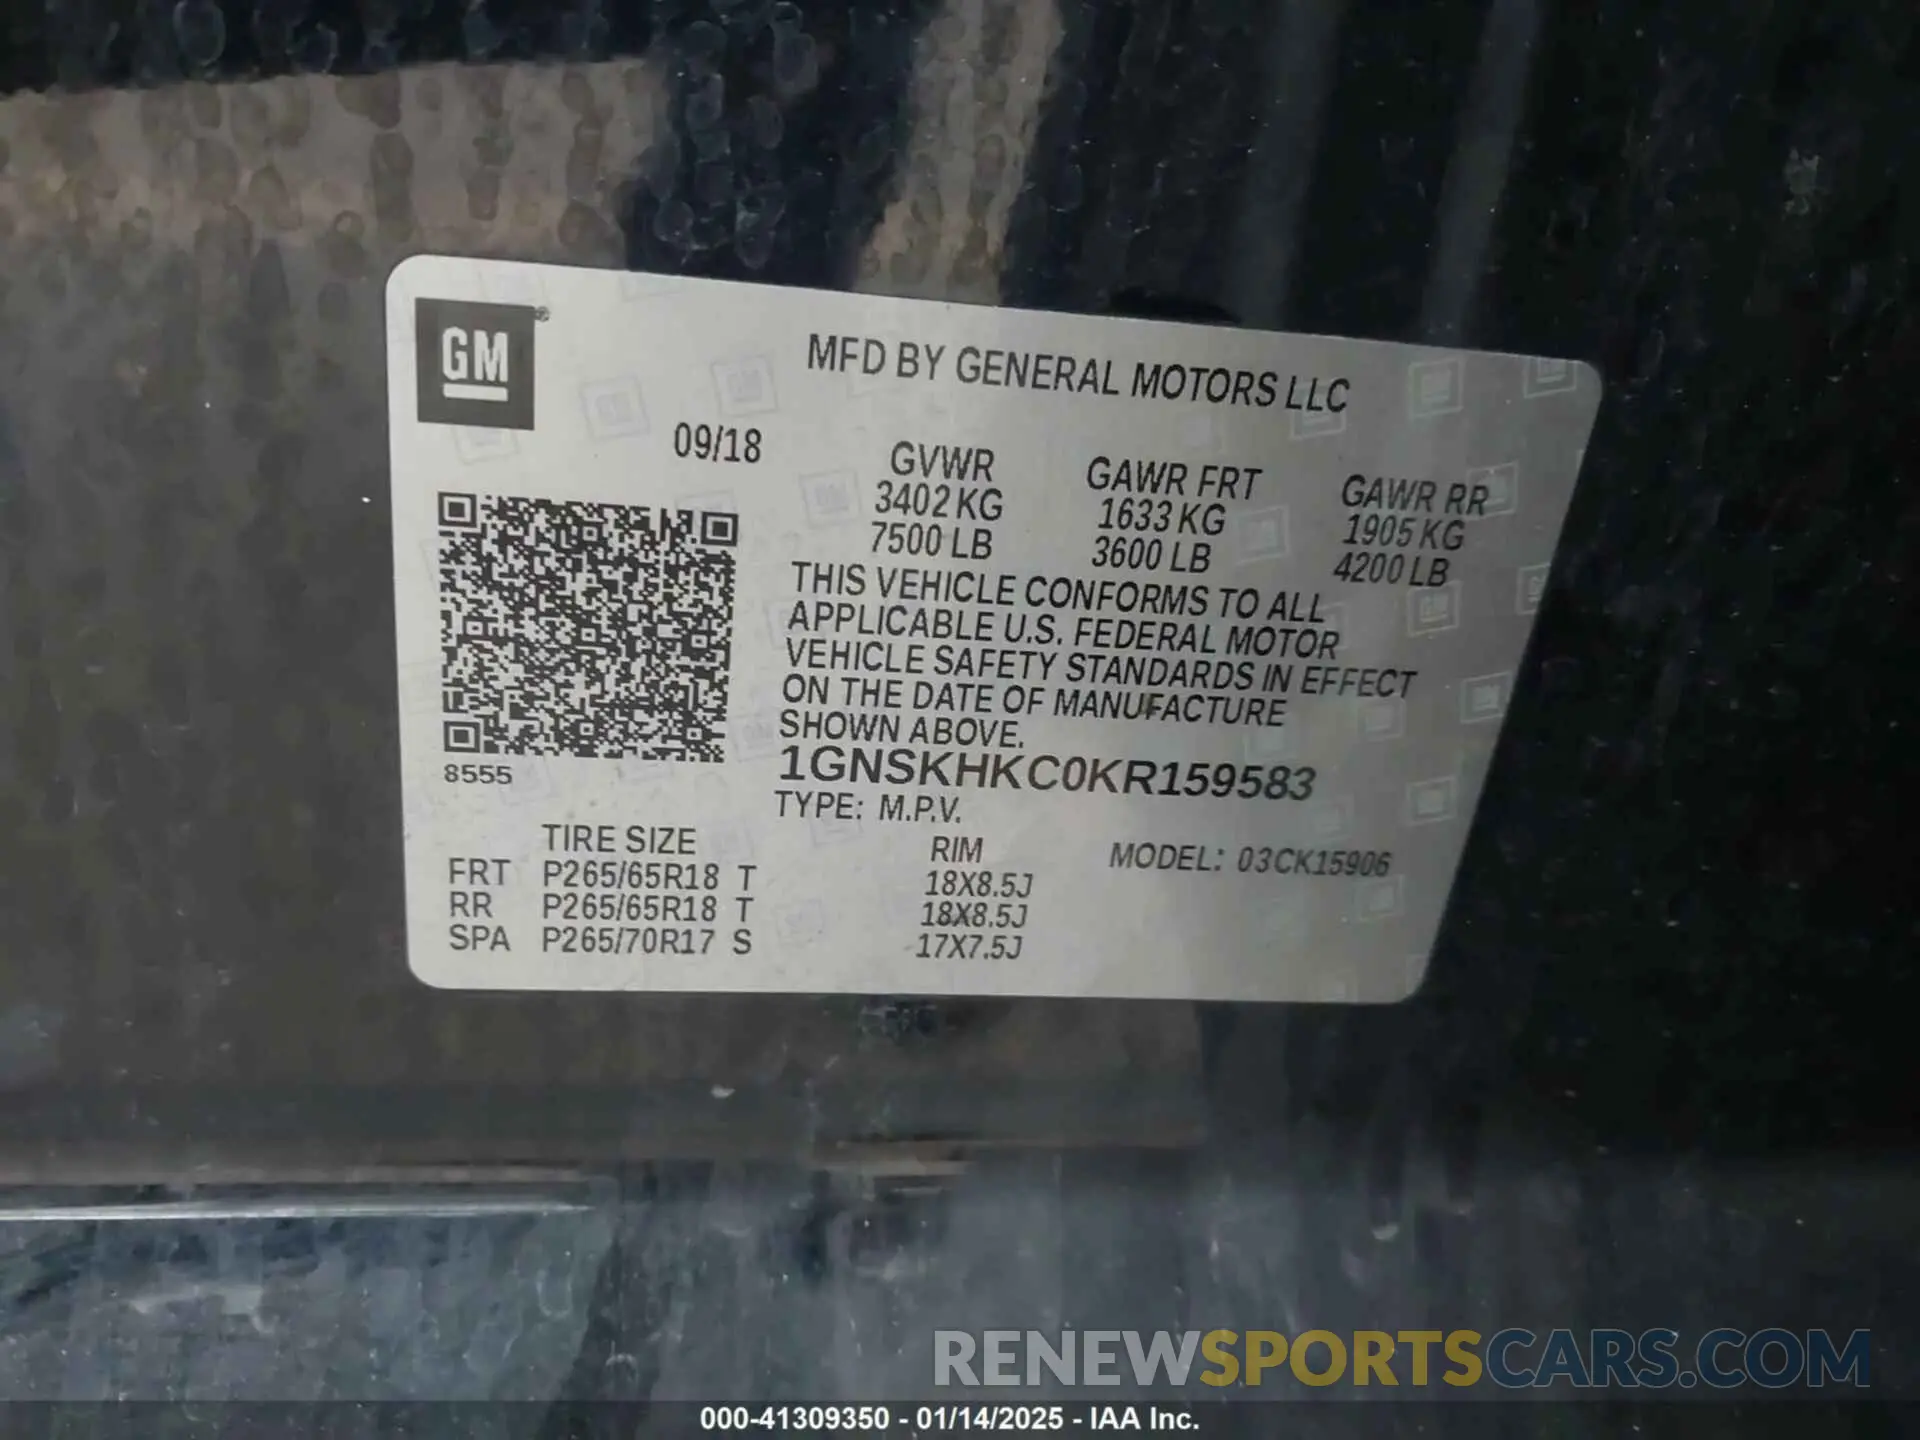 GM®
MFD BY GENERAL MOTORS LLC
09/18
GVWR GAWR FRT GAWR RR
3402 KG 1633 KG 1905 KG
7500 LB 3600 LB 4200 LB
THIS VEHICLE CONFORMS TO ALL
APPLICABLE U.S. FEDERAL MOTOR
VEHICLE SAFETY STANDARDS IN EFFECT
ON THE DATE OF MANUFACTURE
SHOWN ABOVE.
8555
1GNSKHKC0KR159583
TYPE: M.P.V.
TIRE SIZE RIM MODEL: 03CK15906
FRT P265/65R18 T 18X8.5J
RR P265/65R18 T 18X8.5J
SPA P265/70R17 S 17X7.5J
RENEWSPORTSCARS.COM
000-41309350 - 01/14/2025 - IAA Inc.